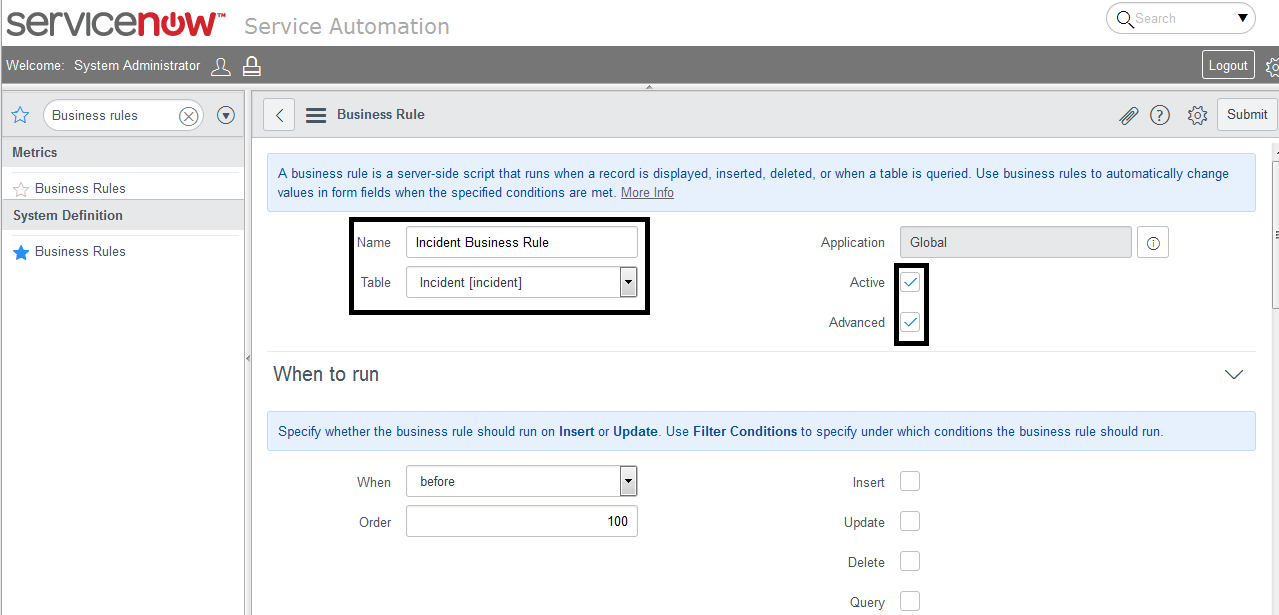 servicenow™ Service Automation
Search
Welcome: System Administrator
Logout
Business rules
Business Rule
Submit
Metrics
Business Rules
System Definition
Business Rules
A business rule is a server-side script that runs when a record is displayed, inserted, deleted, or when a table is queried. Use business rules to automatically change
values in form fields when the specified conditions are met. More Info
Name Incident Business Rule
Application Global
Table Incident [incident]
Active
Advanced
When to run
Specify whether the business rule should run on Insert or Update. Use Filter Conditions to specify under which conditions the business rule should run.
When before
Insert
Order 100
Update
Delete
Query